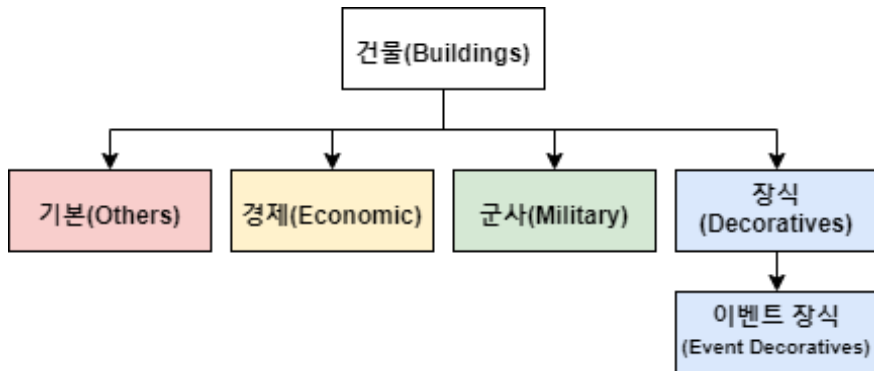 건물(Buildings)
기본(Others)
경제(Economic)
군사(Military)
장식
(Decoratives)
이벤트 장식
(Event Decoratives)